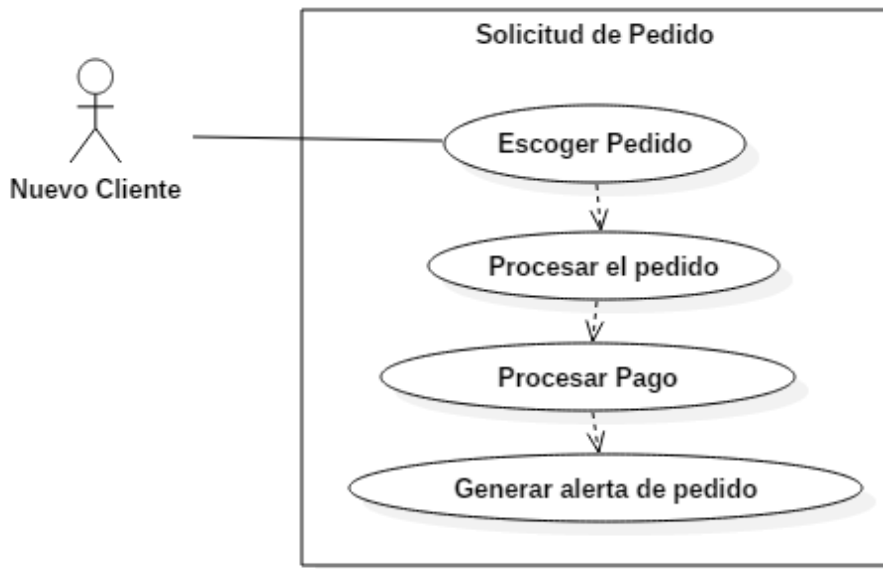 Solicitud de Pedido
Escoger Pedido
Nuevo Cliente
Procesar el pedido
Procesar Pago
Generar alerta de pedido